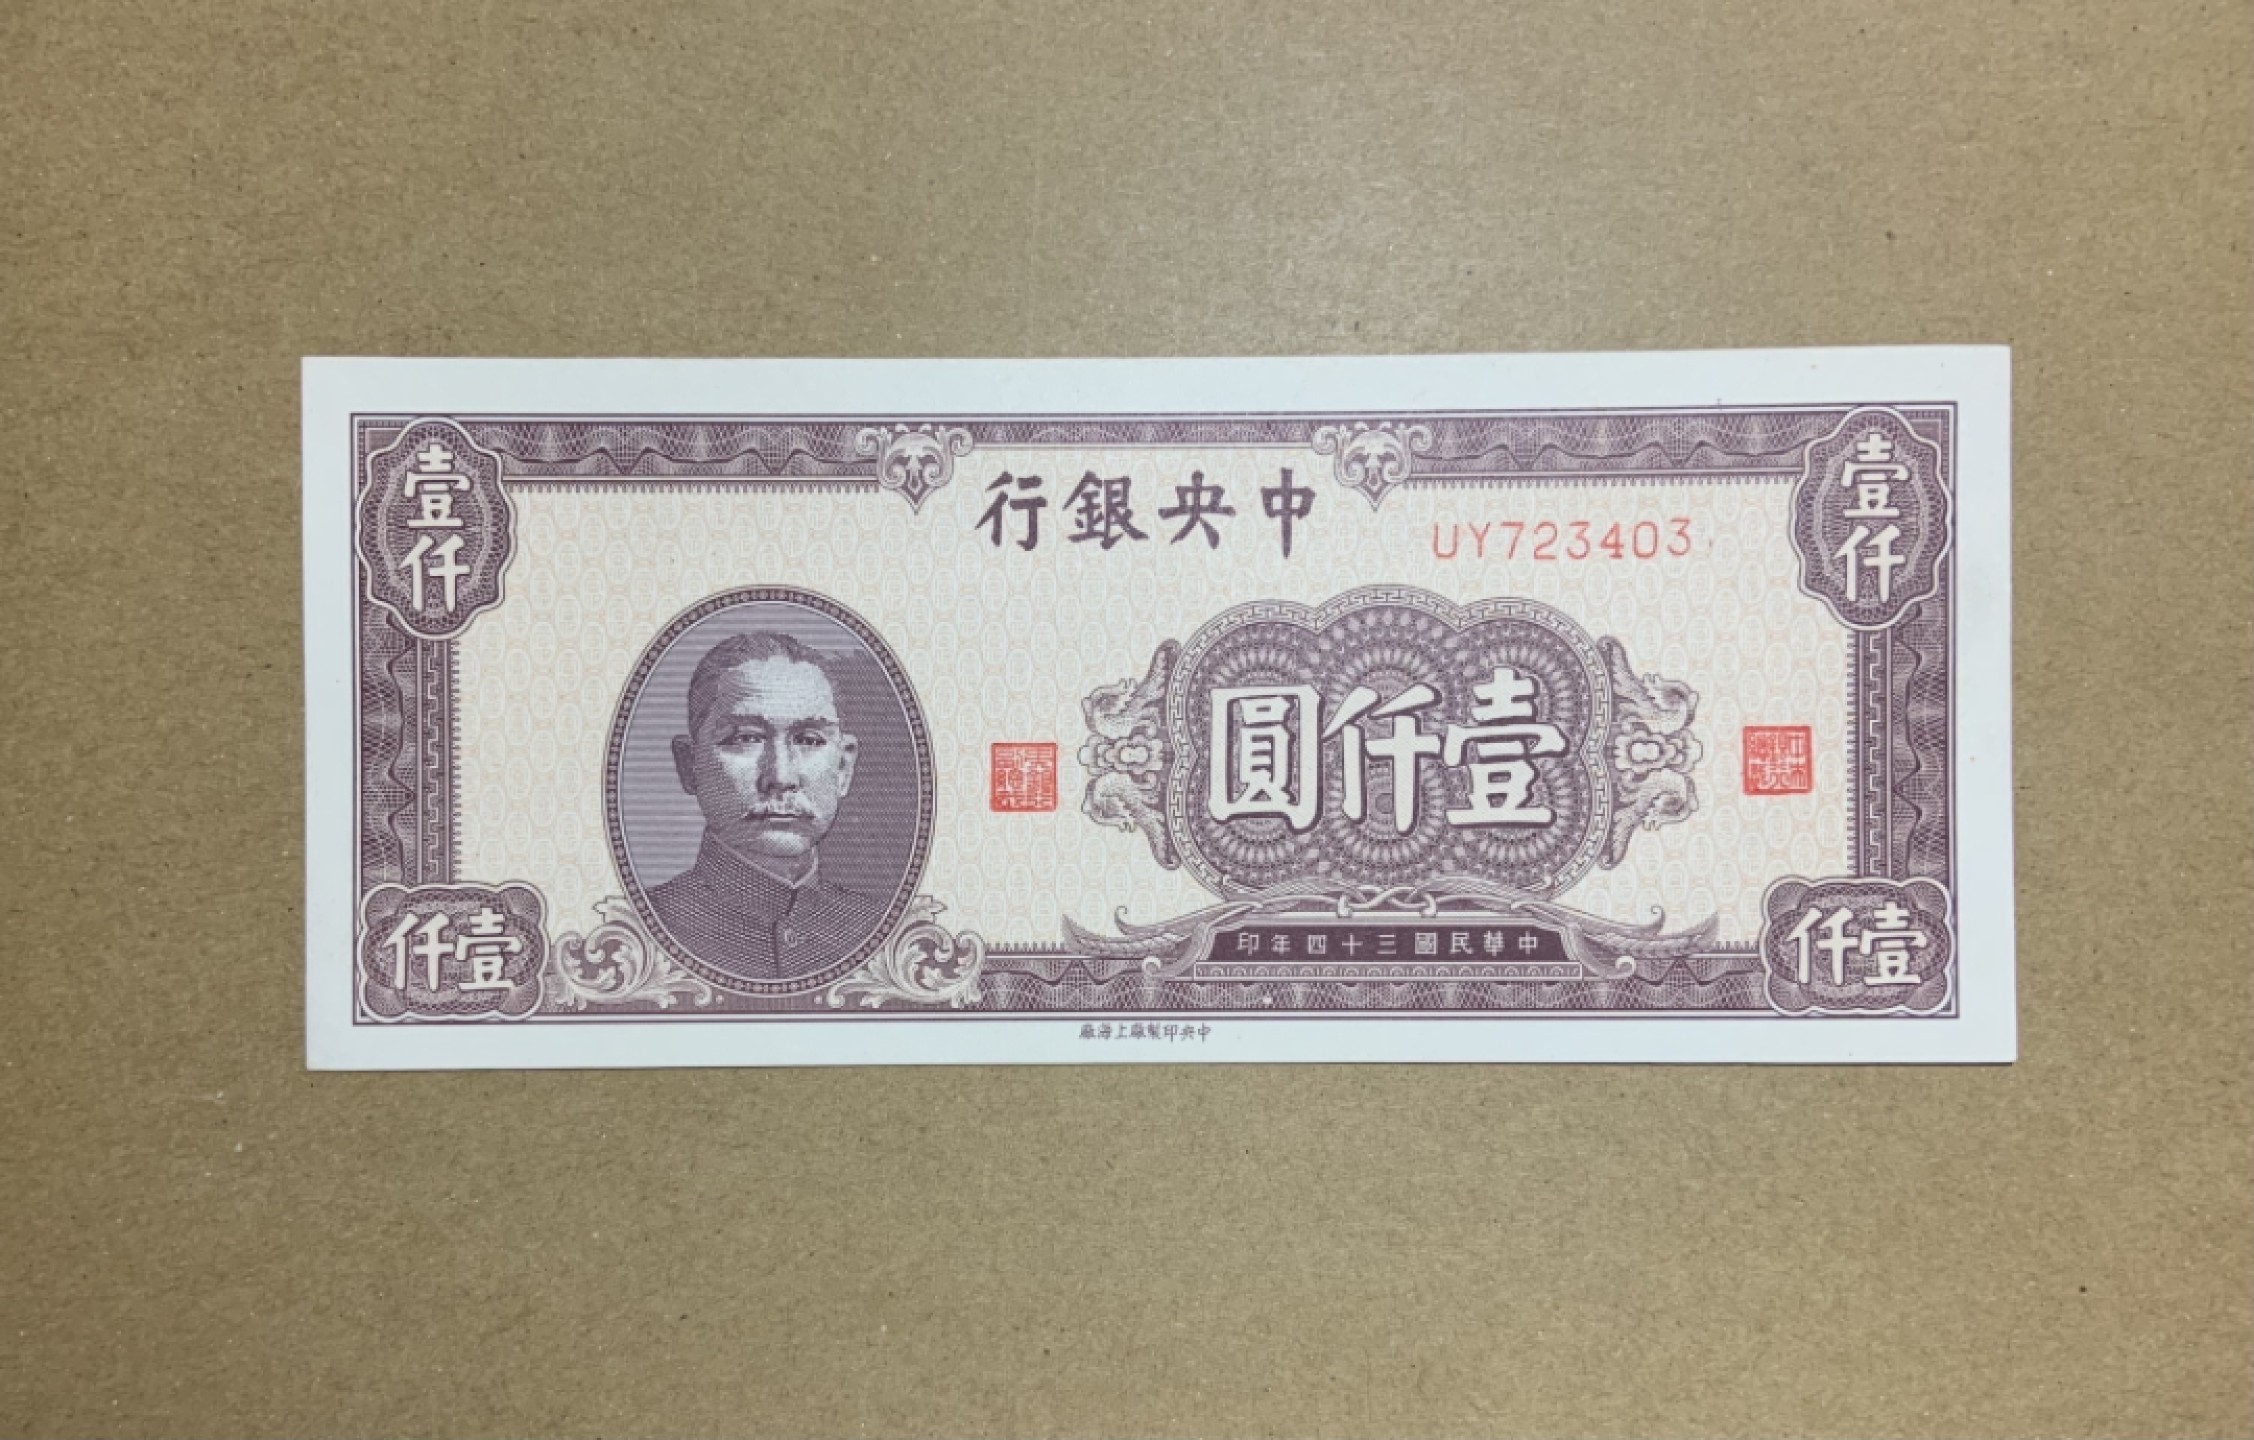 中央銀行
UY723403
壹仟
壹仟
壹仟圓
中華民國三十四年印
壹仟
壹仟
中央印製廠上海廠